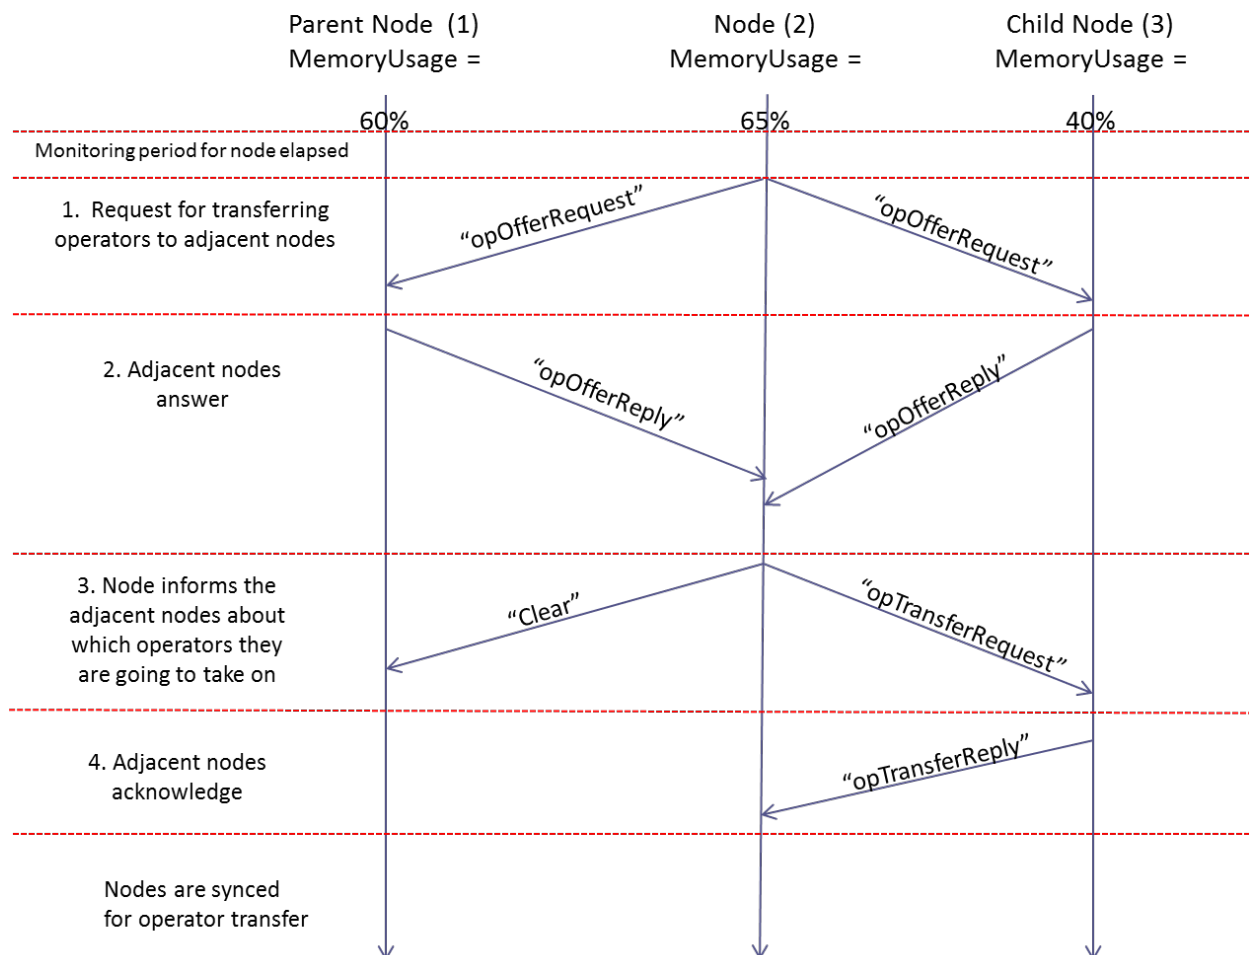 Parent Node  (1)
MemoryUsage =
Node (2)
MemoryUsage =
Child Node (3)
MemoryUsage =
60%
65%
40%
Monitoring period for node elapsed
1.  Request for transferring
operators to adjacent nodes
“opOfferRequest”
“opOfferRequest”
2. Adjacent nodes
answer
“opOfferReply”
“opOfferReply”
3. Node informs the
adjacent nodes about
which operators they
are going to take on
“Clear”
“opTransferRequest”
4. Adjacent nodes
acknowledge
“opTransferReply”
Nodes are synced
for operator transfer